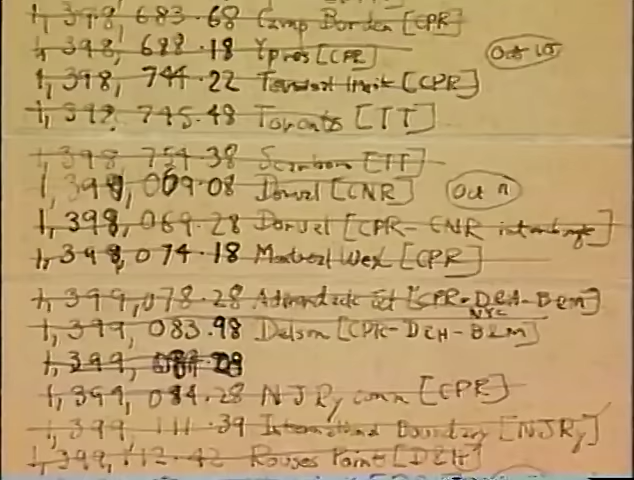 1,398,683.68 Camp Borden [CPR]
1,398,688.18 Ypres [CPR]
Oct 10
1,398,744.22 [CPR]
1,398,745.48 Toronto [TT]
1,398,754.38 Scarboro [TT]
1,399,069.08 Dorval [CNR]
Oct 11
1,398,069.28 Dorval [CPR-CNR interchange]
1,398,074.18 Montreal West [CPR]
1,399,078.28 Adirondack Jct [CPR-D&H-B&M]
NYC
1,399,083.98 Delson [CPR-D&H-B&M]
1,399,
1,399,084.28 NJRy conn [CPR]
1,399,111.39 International Boundary [NJRy]
1,399,112.42 Rouses Point [D&H]